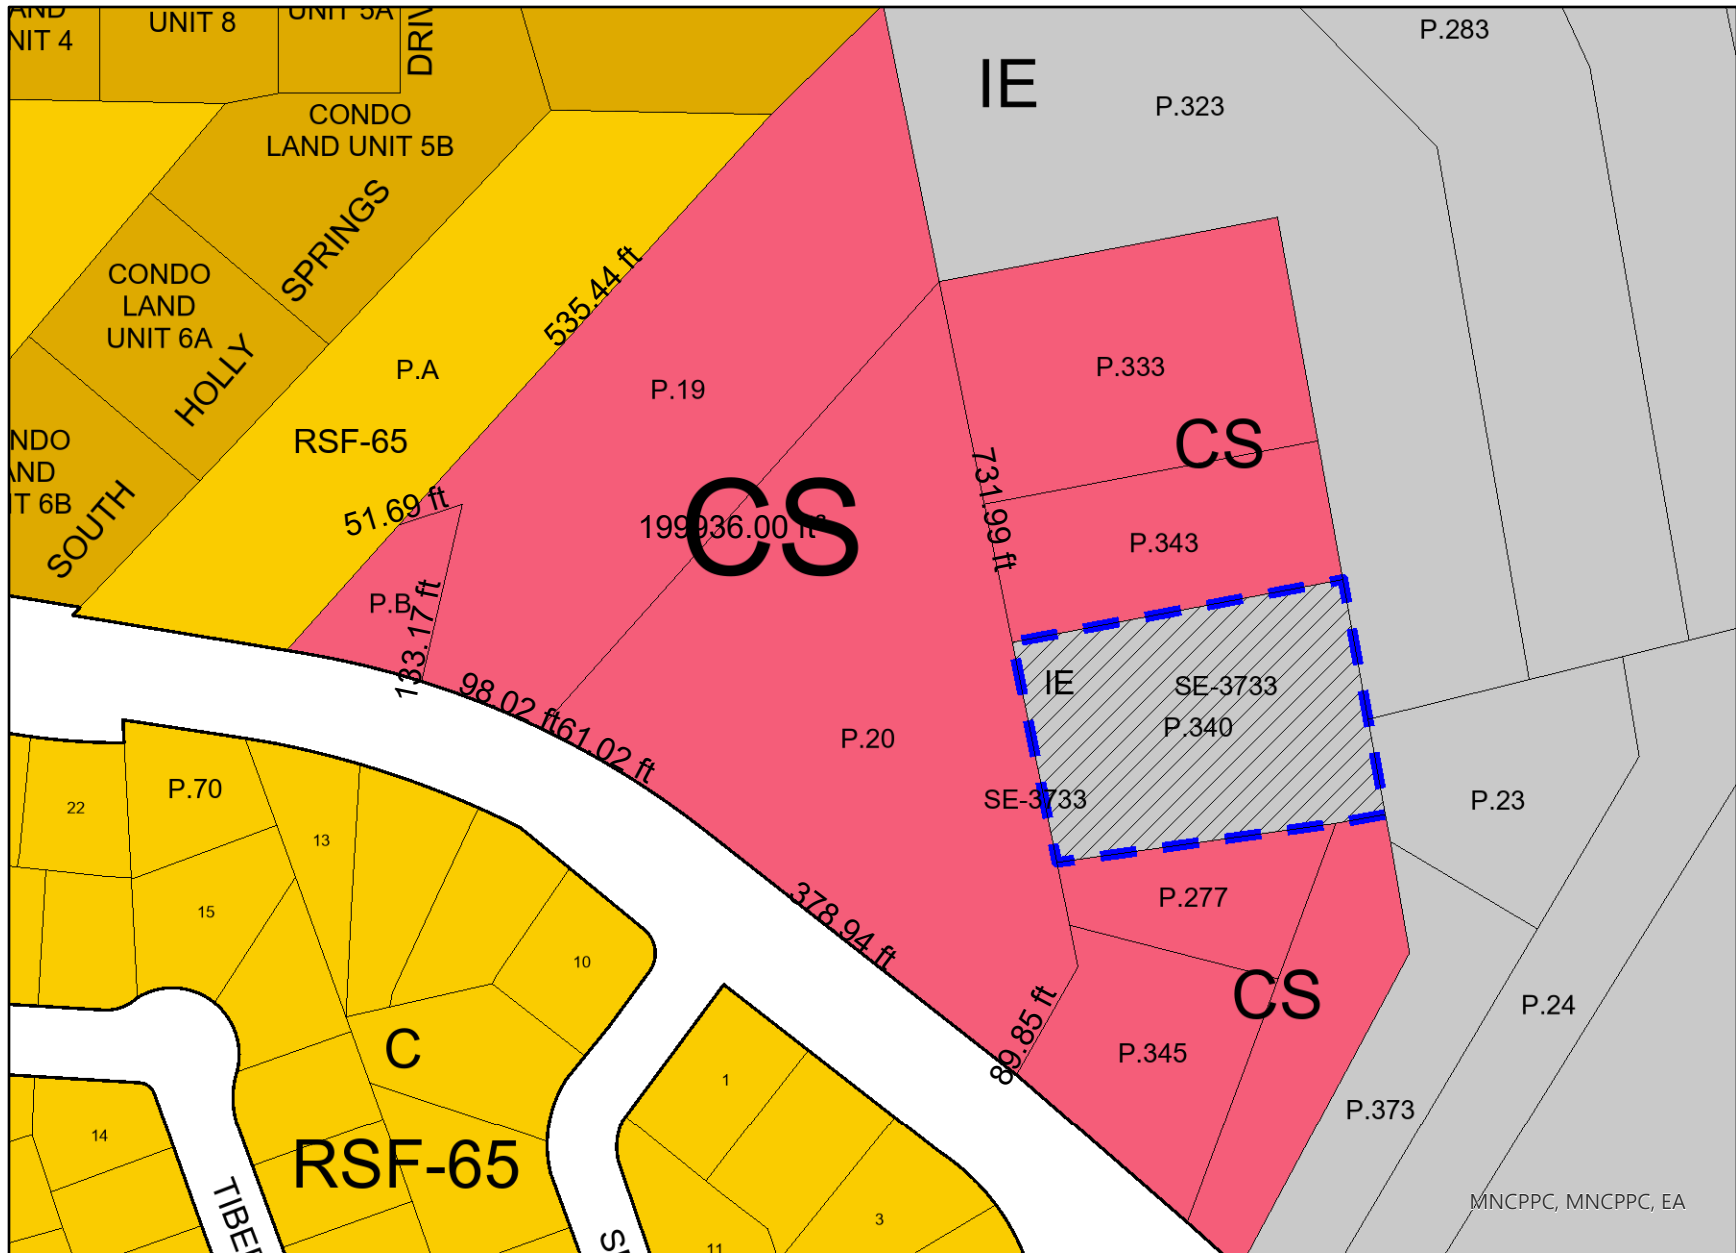 AND
NIT 4
UNIT 8
UNIT 5A
DRIV
CONDO
LAND UNIT 5B
SPRINGS
CONDO
LAND
UNIT 6A
HOLLY
NDO
AND
IT 6B
SOUTH
P.A
RSF-65
535.44 ft
51.69 ft
P.B
133.17 ft
P.19
CS
199936.00 ft²
98.02 ft
61.02 ft
P.20
731.99 ft
378.94 ft
89.85 ft
IE
P.323
P.283
P.333
CS
P.343
IE
SE-3733
P.340
SE-3733
P.277
CS
P.345
P.23
P.24
P.373
22
P.70
13
15
10
C
RSF-65
14
1
3
11
TIBER
MNCPPC, MNCPPC, EA